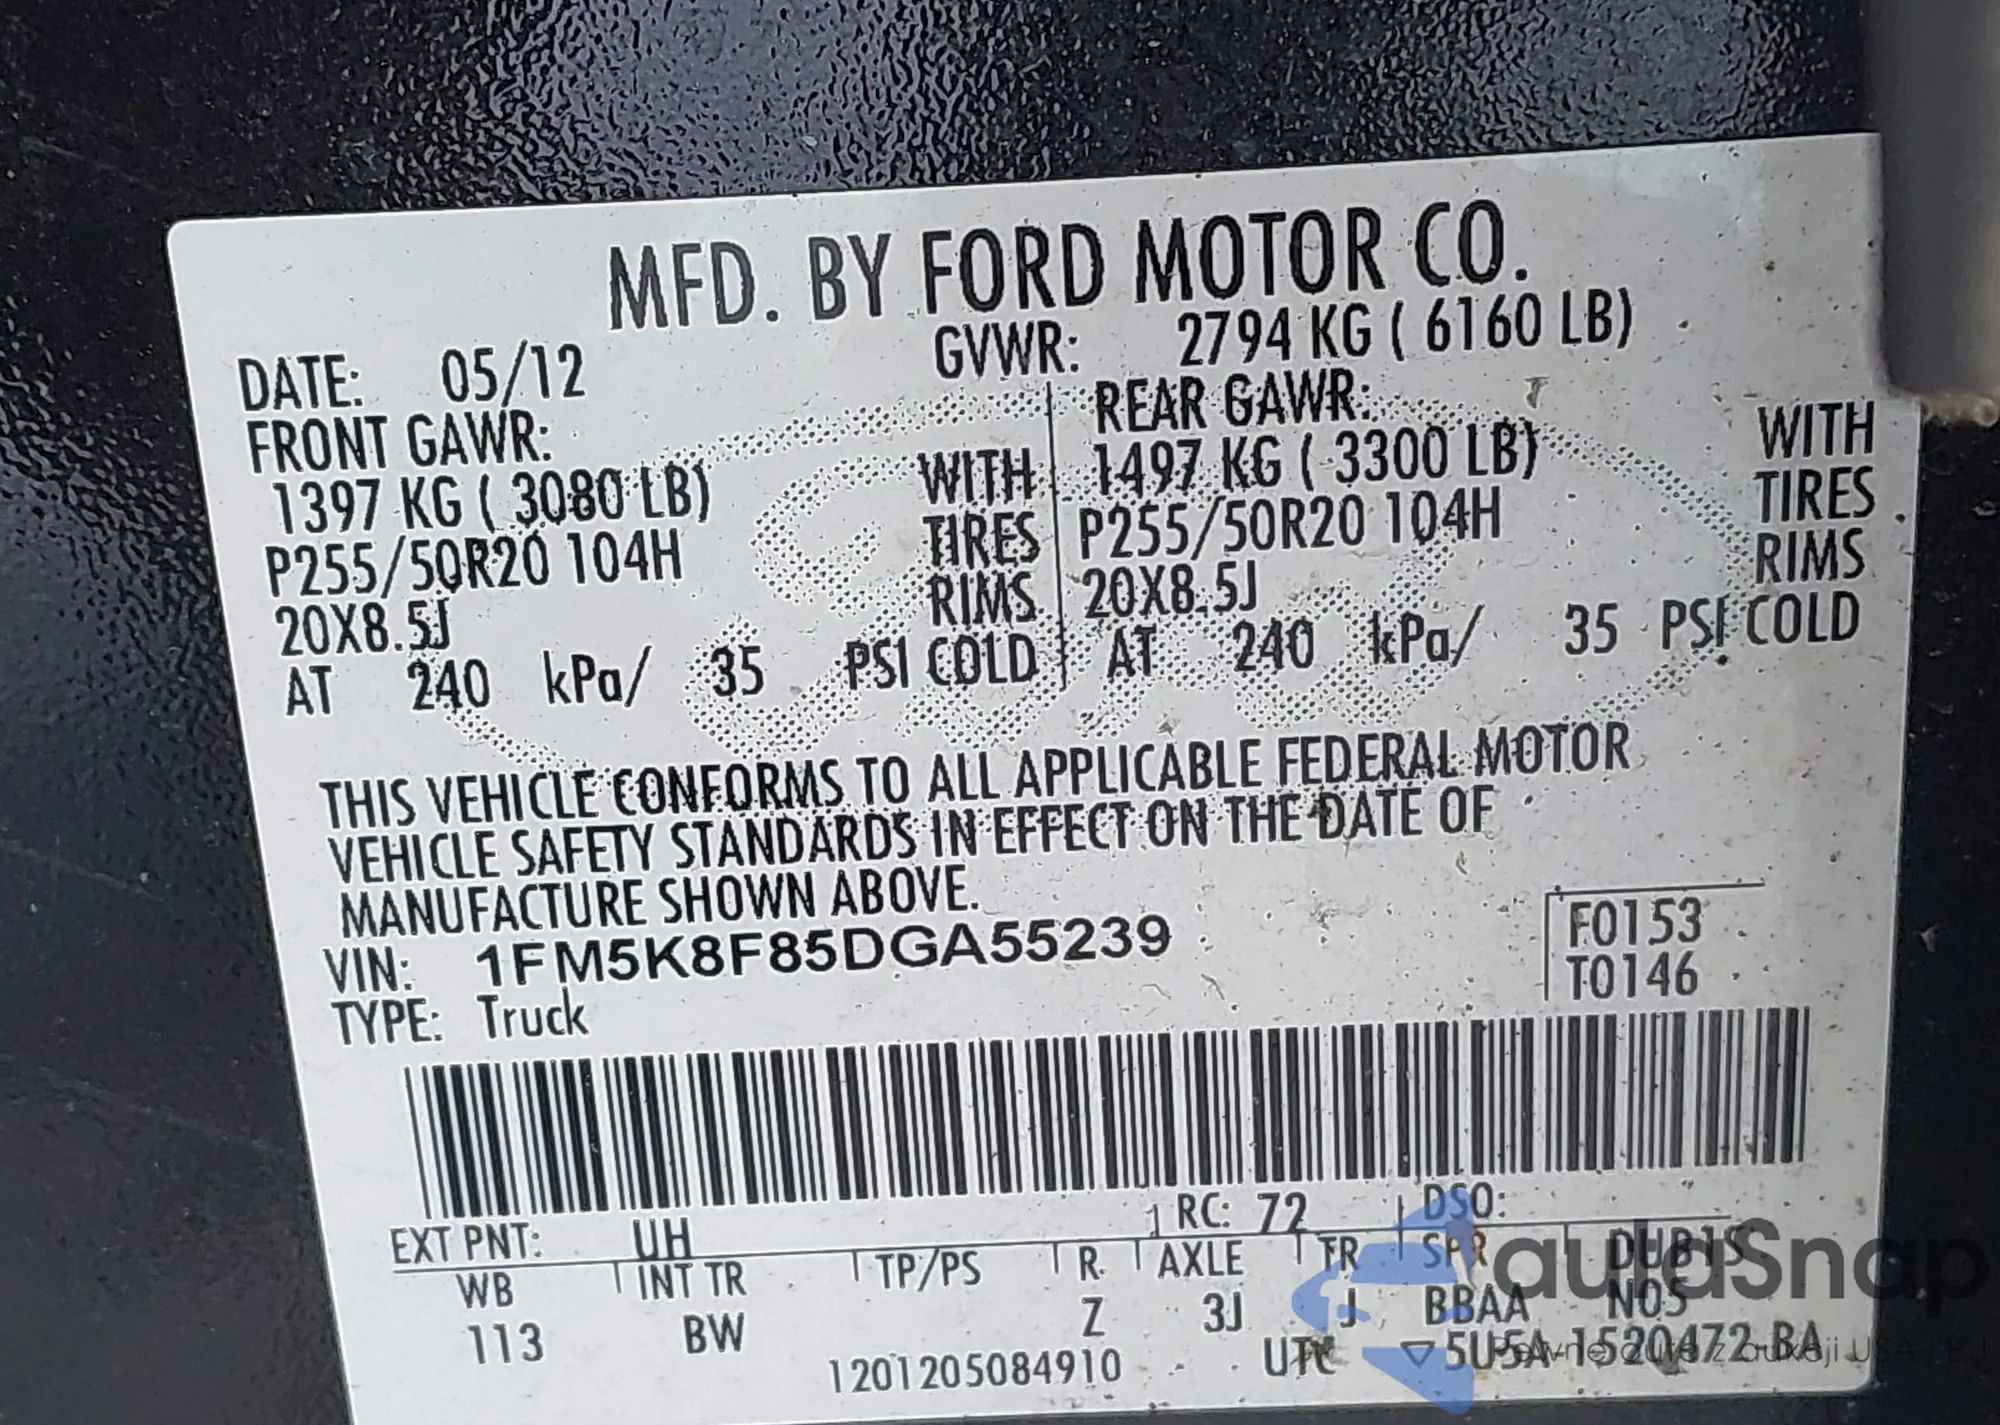 MFD. BY FORD MOTOR CO.
DATE: 05/12 GVWR: 2794 KG ( 6160 LB)
FRONT GAWR: REAR GAWR:
1397 KG ( 3080 LB) WITH 1497 KG ( 3300 LB) WITH
P255/50R20 104H TIRES P255/50R20 104H TIRES
20X8.5J RIMS 20X8.5J RIMS
AT 240 kPa/ 35 PSI COLD AT 240 kPa/ 35 PSI COLD
THIS VEHICLE CONFORMS TO ALL APPLICABLE FEDERAL MOTOR
VEHICLE SAFETY STANDARDS IN EFFECT ON THE DATE OF
MANUFACTURE SHOWN ABOVE.
VIN: 1FM5K8F85DGA55239 F0153
TYPE: Truck T0146
EXT PNT: UH RC: 72 DSO:
WB INT TR TP/PS R AXLE TR SPR DUB1S
113 BW Z 3J J BBAA N05
1201205084910 UTC ▽5U5A-1520472-BA